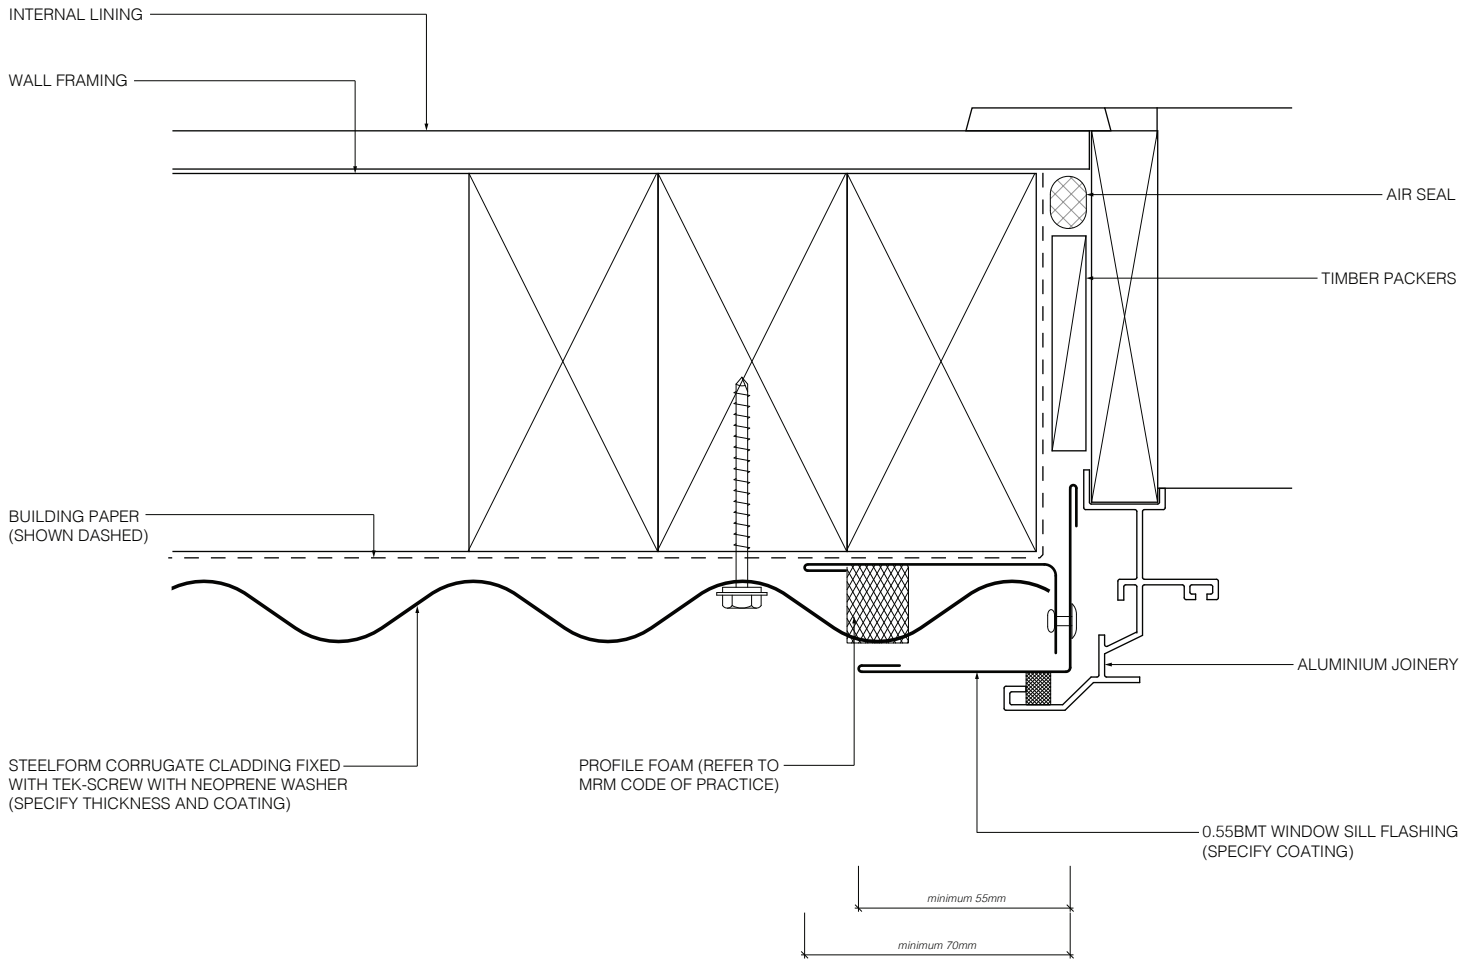 INTERNAL LINING
WALL FRAMING
AIR SEAL
TIMBER PACKERS
BUILDING PAPER
(SHOWN DASHED)
ALUMINIUM JOINERY
STEELFORM CORRUGATE CLADDING FIXED
WITH TEK-SCREW WITH NEOPRENE WASHER
(SPECIFY THICKNESS AND COATING)
PROFILE FOAM (REFER TO
MRM CODE OF PRACTICE)
0.55BMT WINDOW SILL FLASHING
(SPECIFY COATING)
minimum 55mm
minimum 70mm